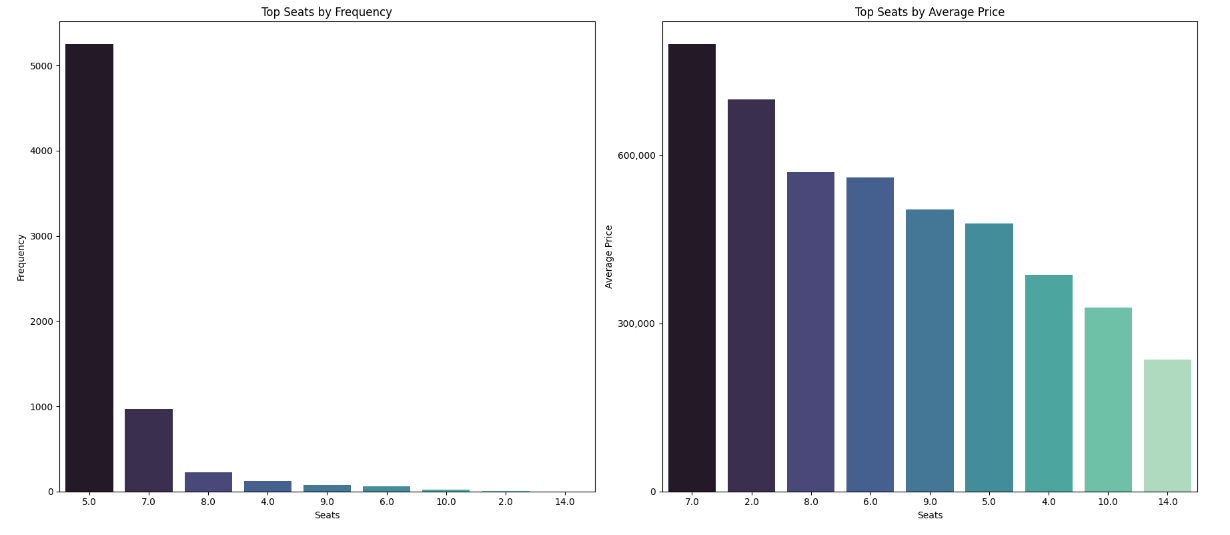 Top Seats by Frequency
5000
4000
3000
2000
1000
0
Frequency
5.0 7.0 8.0 4.0 9.0 6.0 10.0 2.0 14.0
Seats
Top Seats by Average Price
600,000
300,000
0
Average Price
7.0 2.0 8.0 6.0 9.0 5.0 4.0 10.0 14.0
Seats